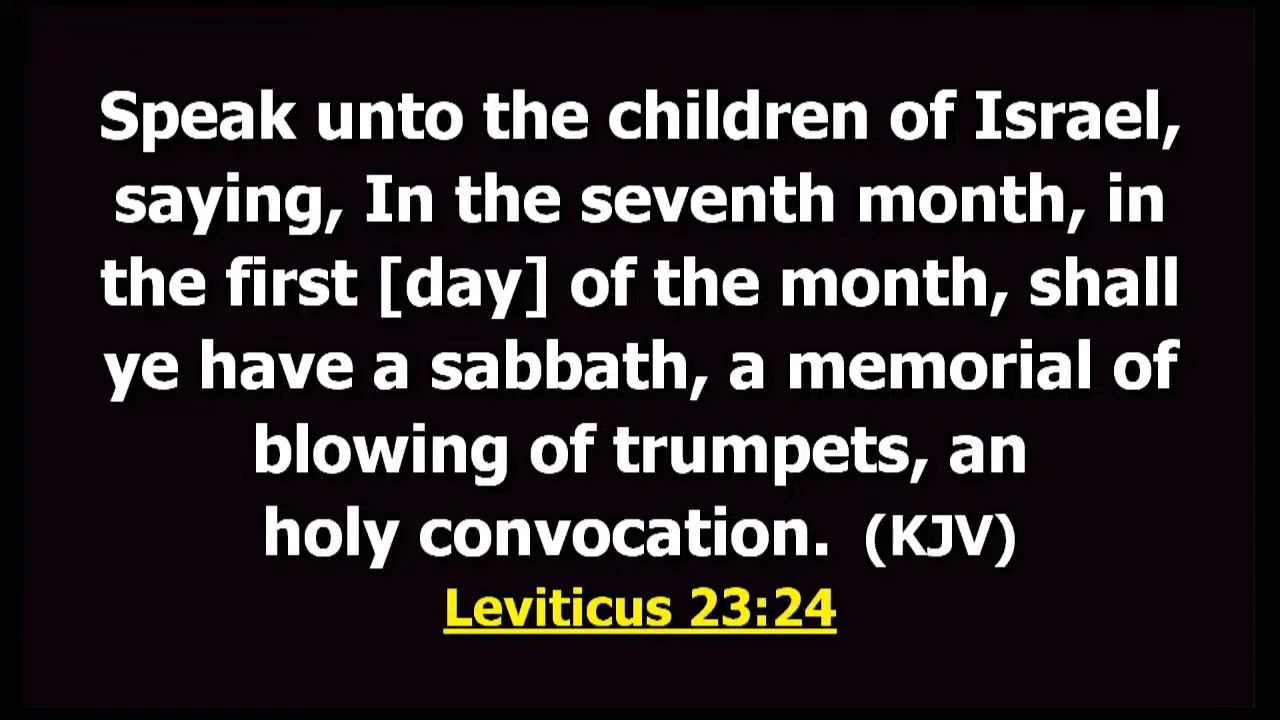 Speak unto the children of Israel,
saying, In the seventh month, in
the first [day] of the month, shall
ye have a sabbath, a memorial of
blowing of trumpets, an
holy convocation. (KJV)
Leviticus 23:24